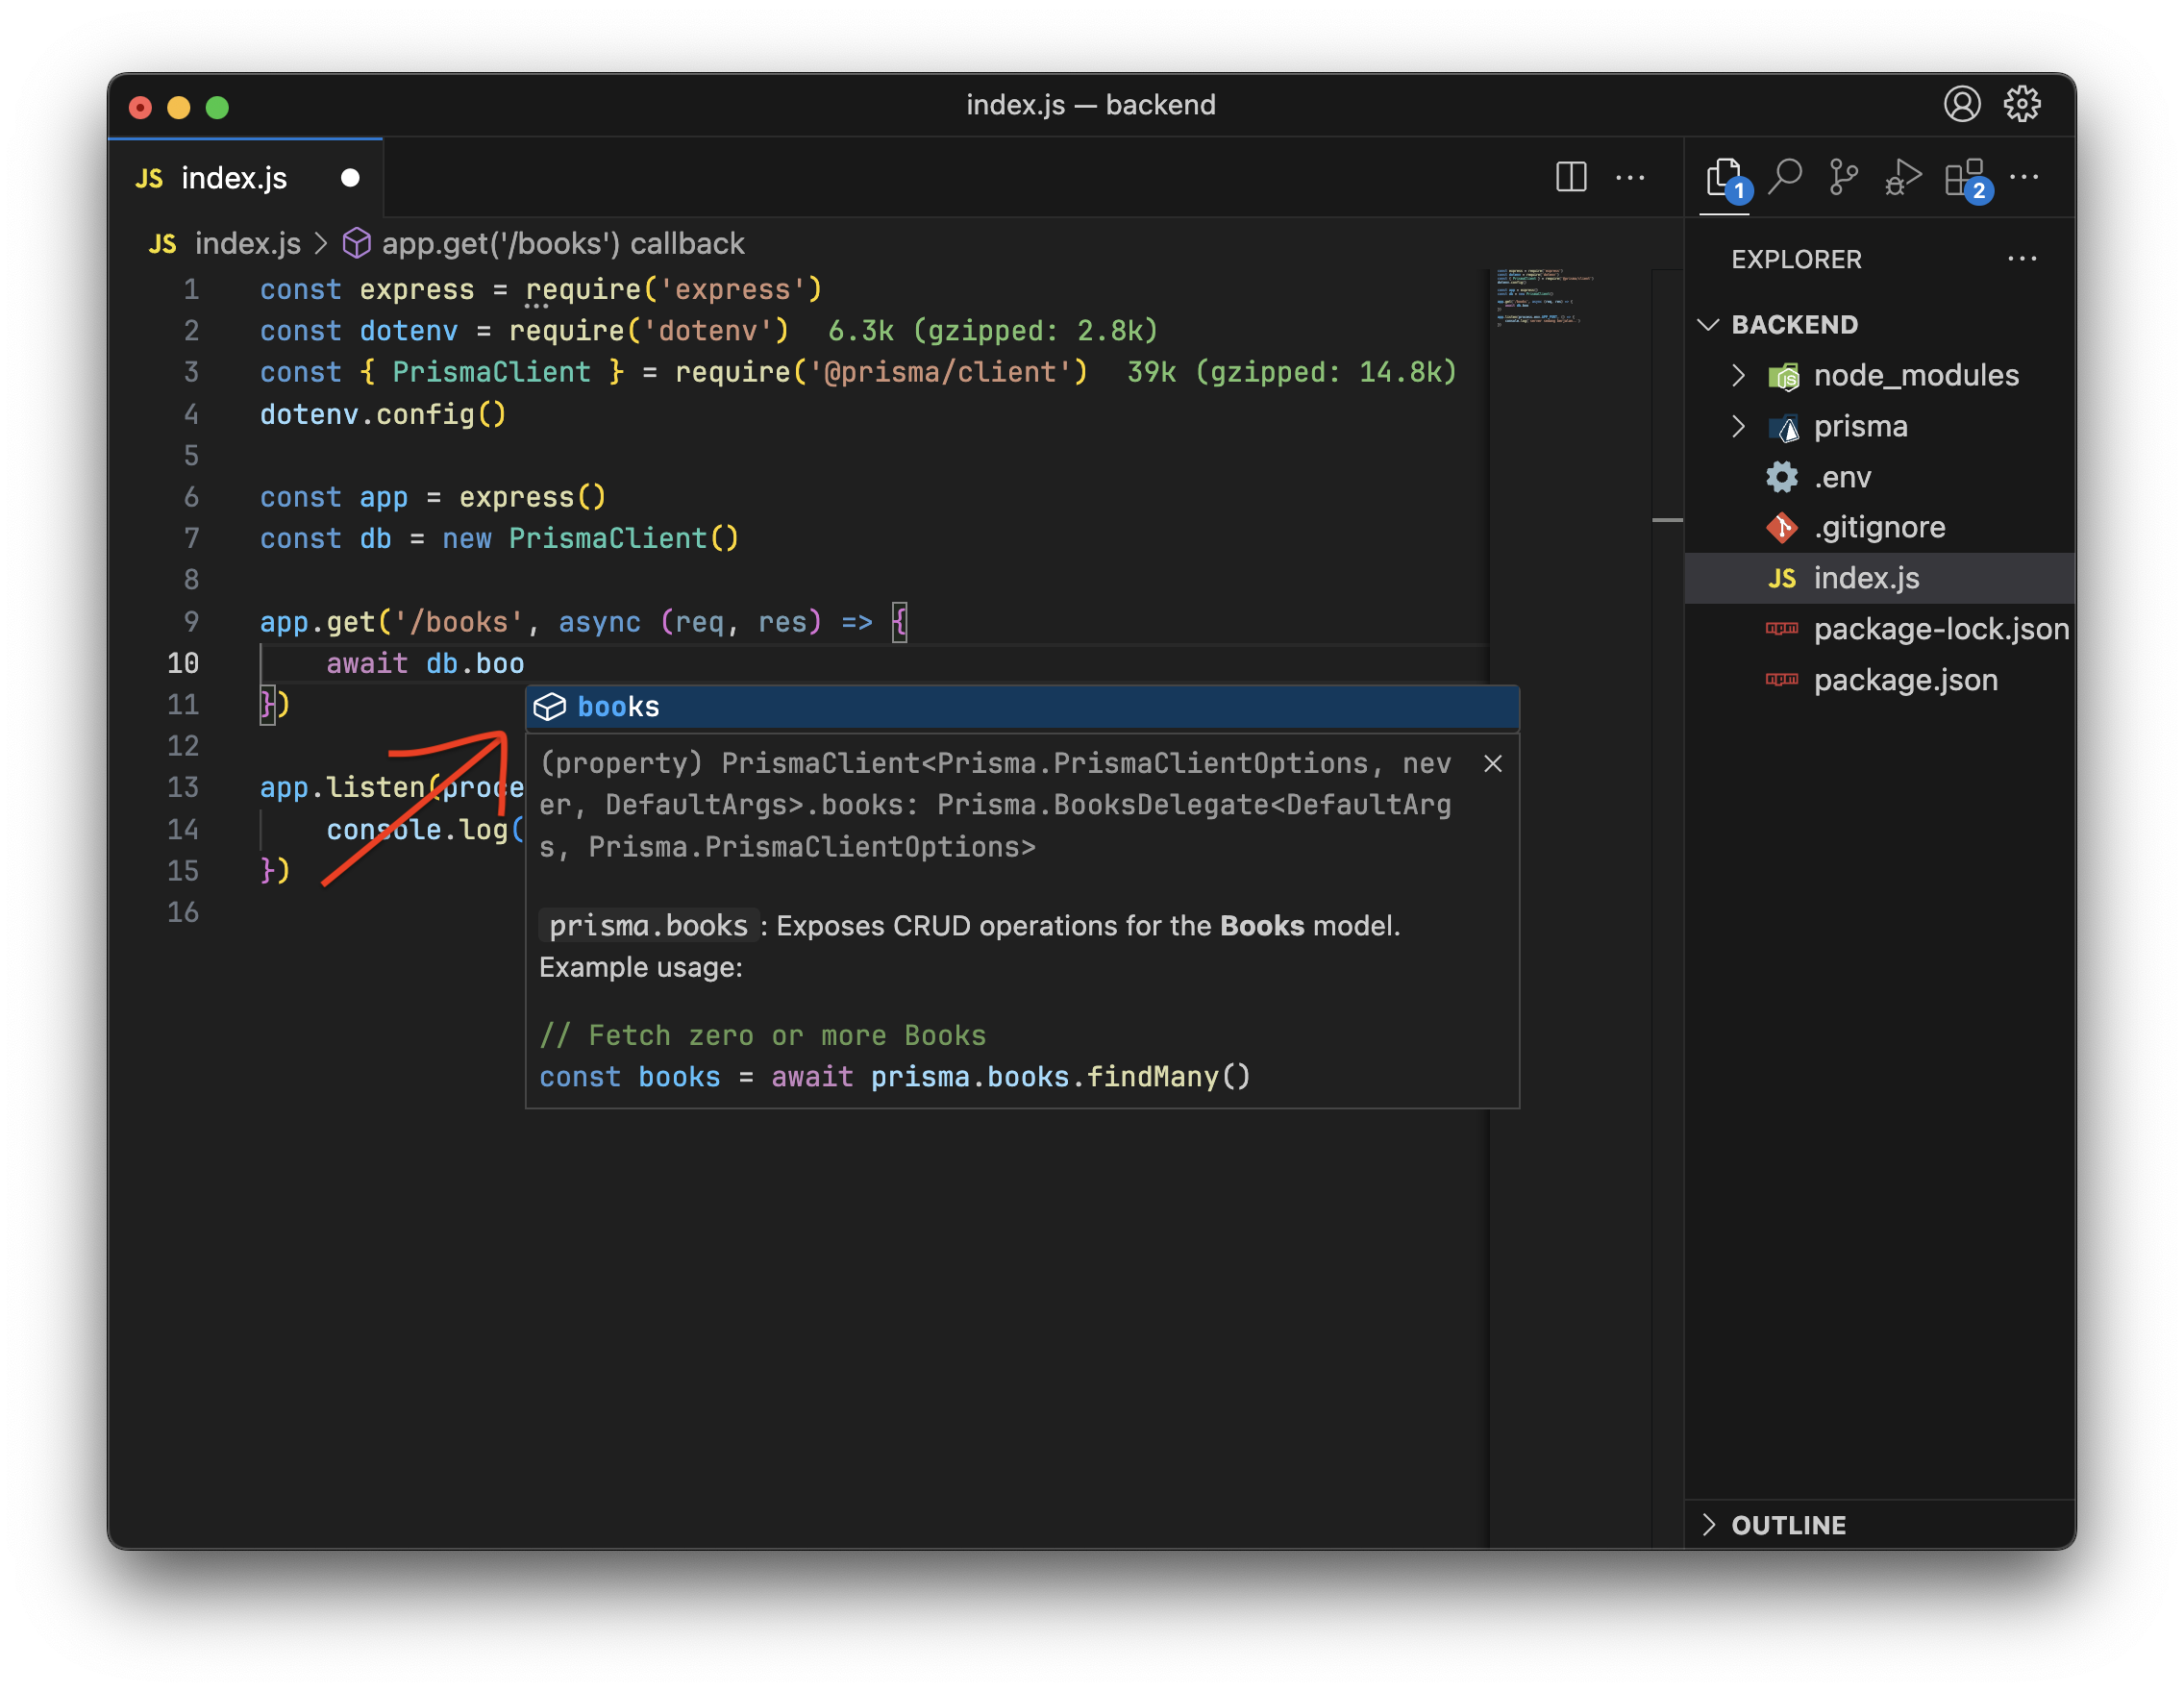 index.js — backend
JS index.js
1
2
JS index.js > app.get('/books') callback
1 const express = require('express')
2 const dotenv = require('dotenv') 6.3k (gzipped: 2.8k)
3 const { PrismaClient } = require('@prisma/client') 39k (gzipped: 14.8k)
4 dotenv.config()
5
6 const app = express()
7 const db = new PrismaClient()
8
9 app.get('/books', async (req, res) => {
10 await db.boo
11 })
12
13 app.listen(proce
14 console.log(
15 })
16
books
(property) PrismaClient<Prisma.PrismaClientOptions, nev
er, DefaultArgs>.books: Prisma.BooksDelegate<DefaultArg
s, Prisma.PrismaClientOptions>
prisma.books: Exposes CRUD operations for the Books model.
Example usage:
// Fetch zero or more Books
const books = await prisma.books.findMany()
EXPLORER
BACKEND
node_modules
prisma
.env
.gitignore
JS index.js
package-lock.json
package.json
OUTLINE